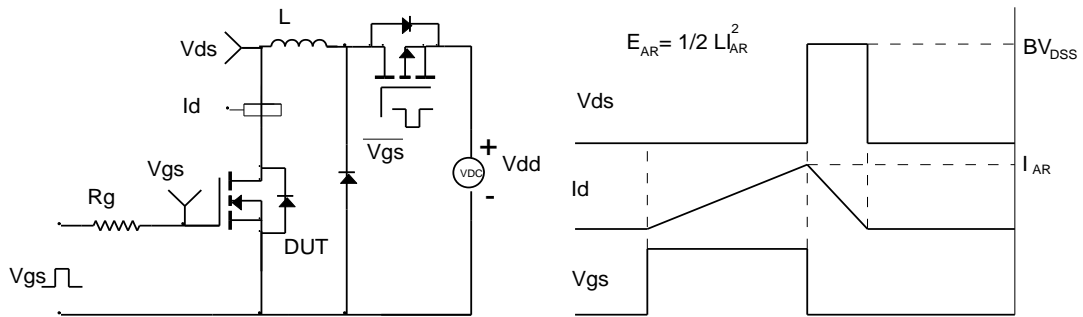 L
Vds
Id
Vgs
Vgs
+
Vdd
VDC
-
Rg
DUT
Vgs
E_AR = 1/2 LI_AR^2
BV_DSS
Vds
I_AR
Id
Vgs